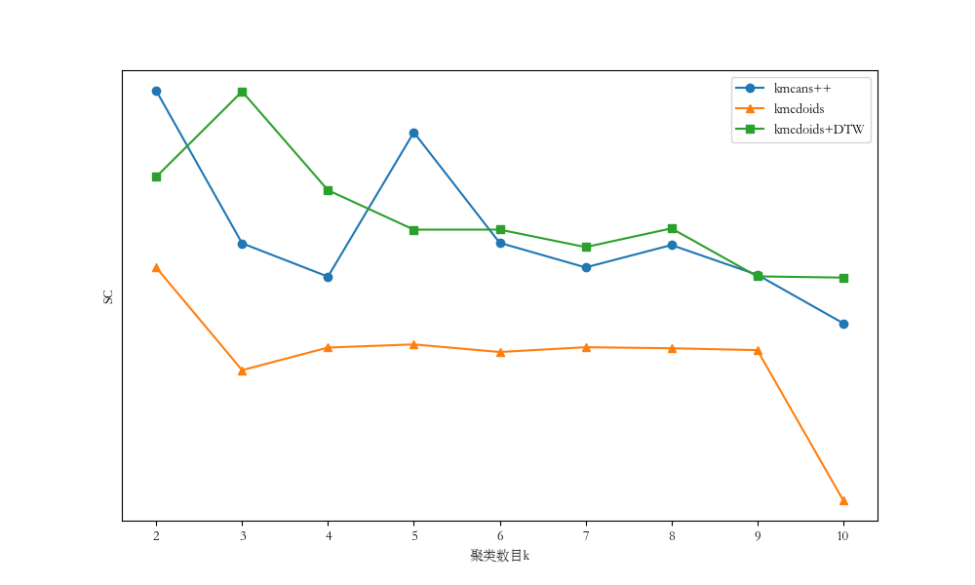 kmeans++
kmedoids
kmedoids+DTW
SC
2 3 4 5 6 7 8 9 10
聚类数目k